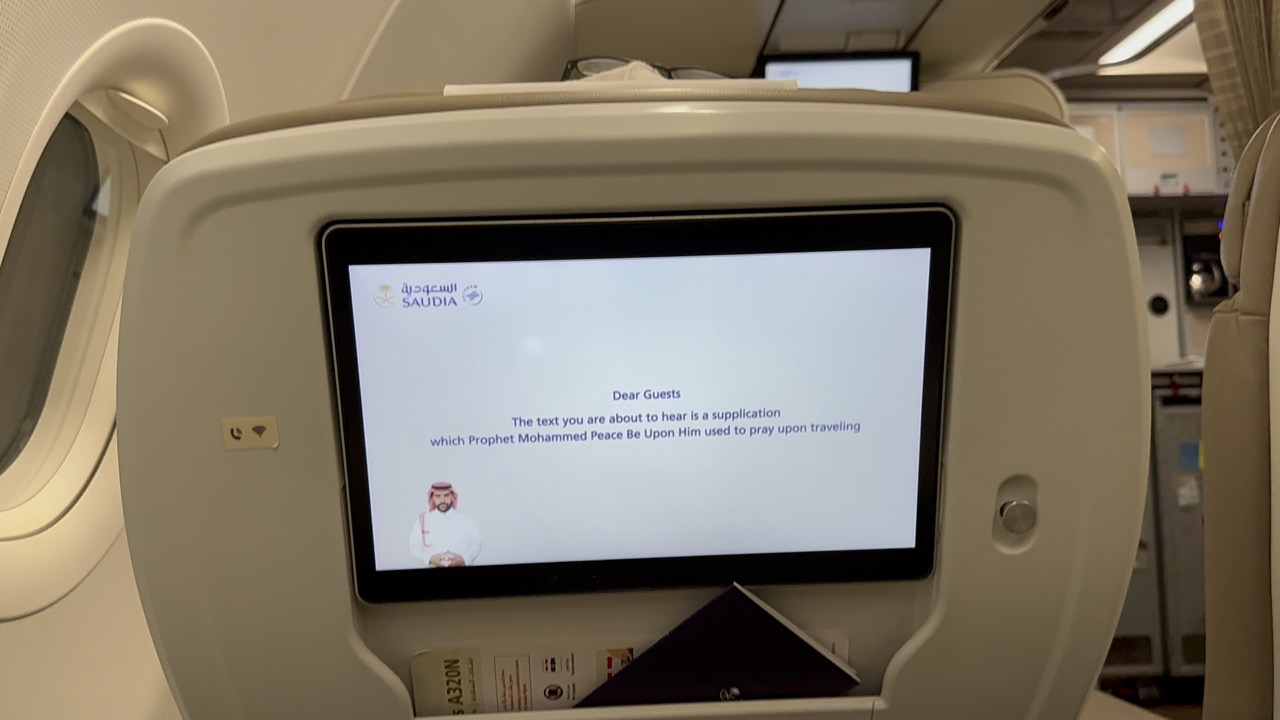 السعودية
SAUDIA
Dear Guests
The text you are about to hear is a supplication
which Prophet Mohammed Peace Be Upon Him used to pray upon traveling
A320N